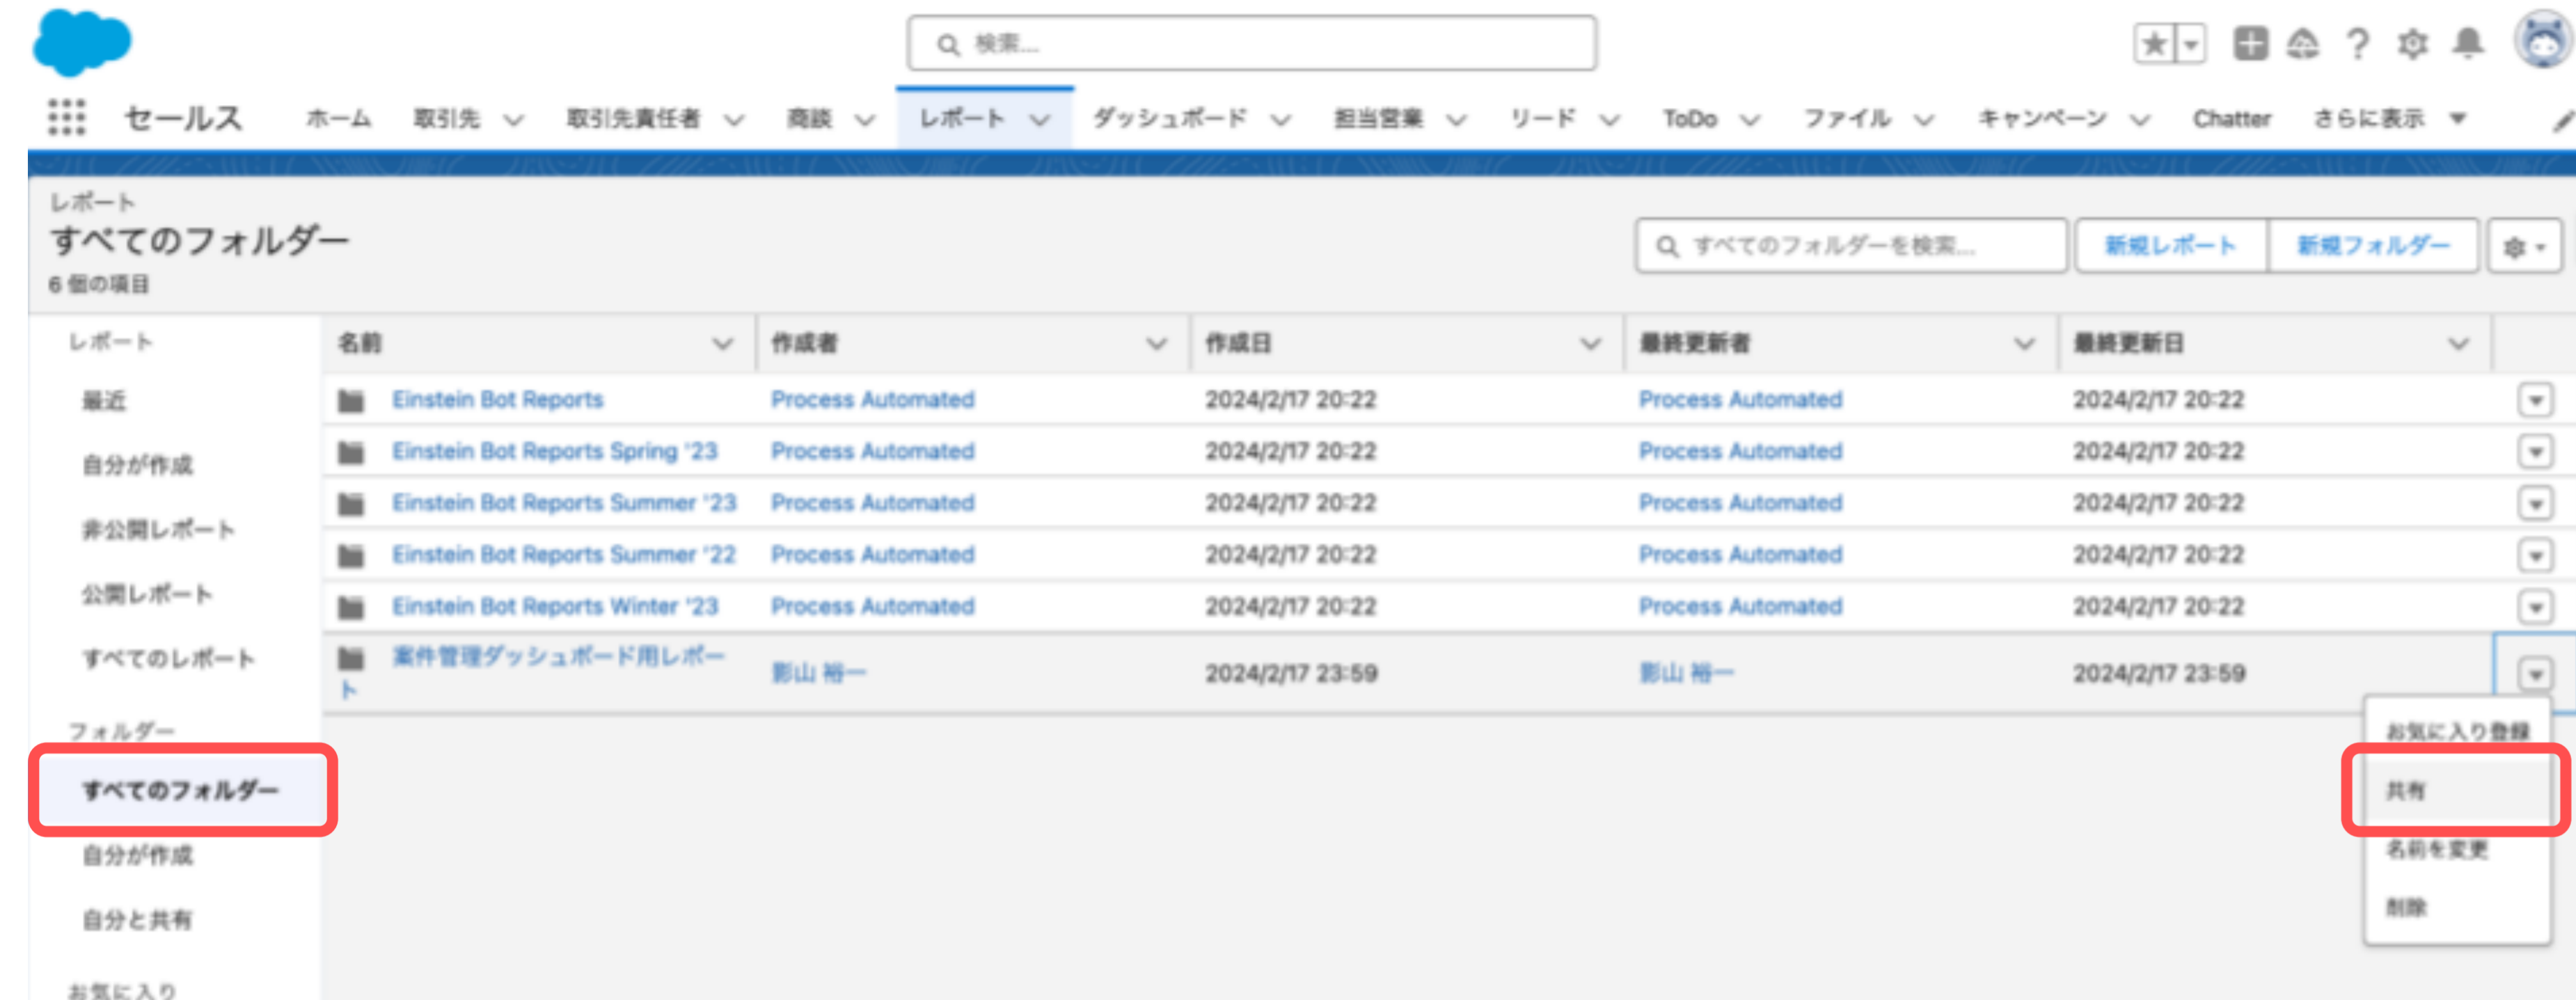 検索...
セールス ホーム 取引先 取引先責任者 商談 レポート ダッシュボード 担当営業 リード ToDo ファイル キャンペーン Chatter さらに表示
レポート
すべてのフォルダー
6 個の項目
すべてのフォルダーを検索... 新規レポート 新規フォルダー
レポート
最近
自分が作成
非公開レポート
公開レポート
すべてのレポート
フォルダー
すべてのフォルダー
自分が作成
自分と共有
お気に入り
名前 作成者 作成日 最終更新者 最終更新日
Einstein Bot Reports Process Automated 2024/2/17 20:22 Process Automated 2024/2/17 20:22
Einstein Bot Reports Spring '23 Process Automated 2024/2/17 20:22 Process Automated 2024/2/17 20:22
Einstein Bot Reports Summer '23 Process Automated 2024/2/17 20:22 Process Automated 2024/2/17 20:22
Einstein Bot Reports Summer '22 Process Automated 2024/2/17 20:22 Process Automated 2024/2/17 20:22
Einstein Bot Reports Winter '23 Process Automated 2024/2/17 20:22 Process Automated 2024/2/17 20:22
案件管理ダッシュボード用レポー
ト 影山 裕一 2024/2/17 23:59 影山 裕一 2024/2/17 23:59
お気に入り登録
共有
名前を変更
削除